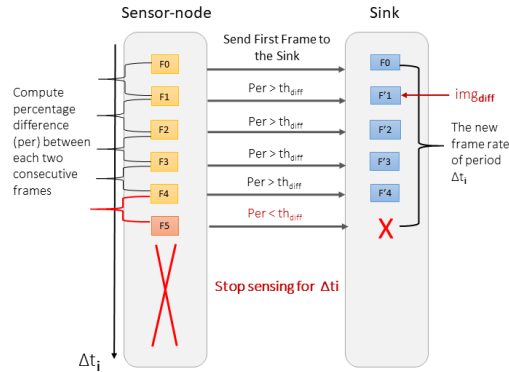 Sensor-node
Sink
Send First Frame to
the Sink
F0
F0
Per > th_diff
F1
F'1
img_diff
Compute
percentage
difference
(per) between
each two
consecutive
frames
Per > th_diff
F2
F'2
The new
frame rate
of period
Δt_i
Per > th_diff
F3
F'3
Per > th_diff
F4
F'4
Per < th_diff
F5
X
Stop sensing for Δti
Δt_i